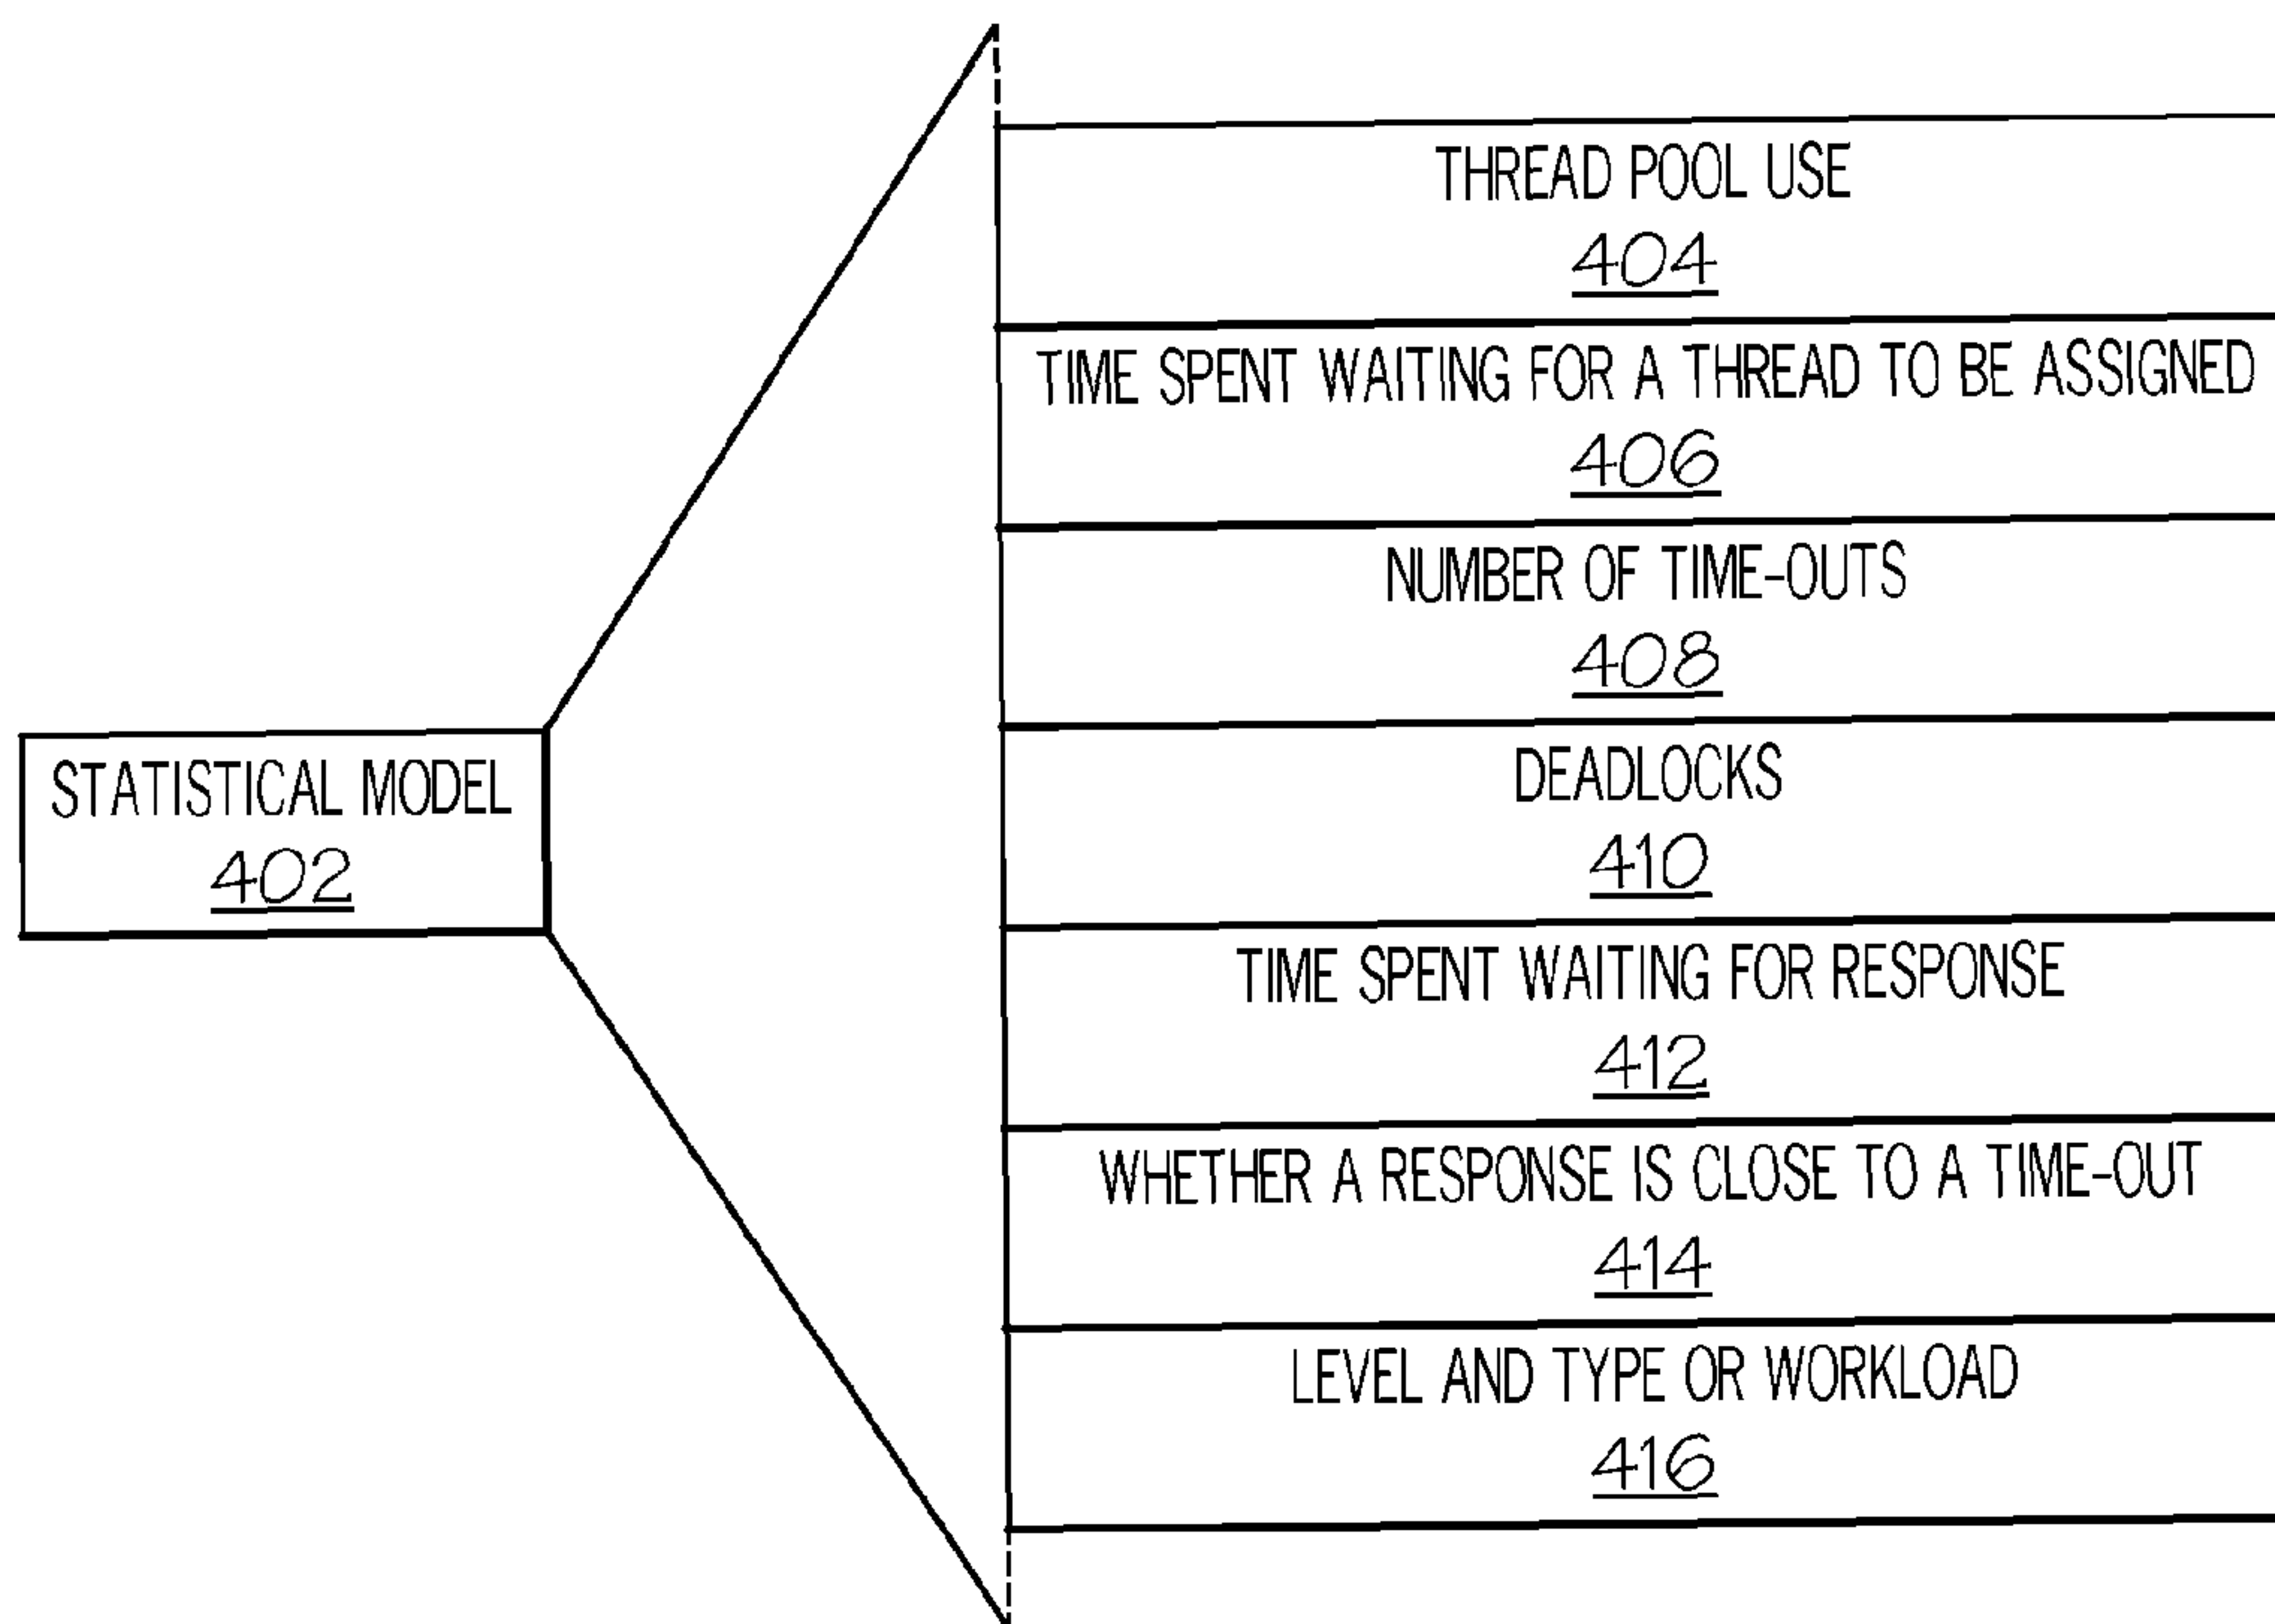 THREAD POOL USE
404
TIME SPENT WAITING FOR A THREAD TO BE ASSIGNED
406
NUMBER OF TIME-OUTS
408
STATISTICAL MODEL
402
DEADLOCKS
410
TIME SPENT WAITING FOR RESPONSE
412
WHETHER A RESPONSE IS CLOSE TO A TIME-OUT
414
LEVEL AND TYPE OR WORKLOAD
416